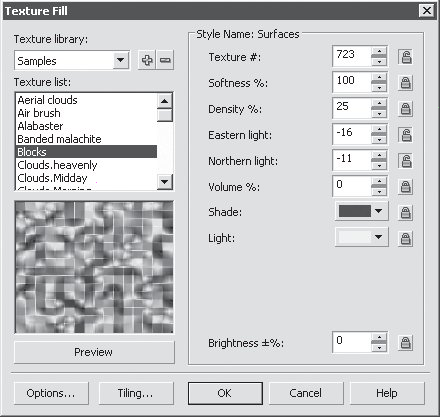 Texture Fill
Texture library:
Samples
Texture list:
Aerial clouds
Air brush
Alabaster
Banded malachite
Blocks
Clouds.heavenly
Clouds.Midday
Clouds.Morning
Preview
Style Name: Surfaces
Texture #: 723
Softness %: 100
Density %: 25
Eastern light: -16
Northern light: -11
Volume %: 0
Shade:
Light:
Brightness ±%: 0
Options...
Tiling...
OK
Cancel
Help